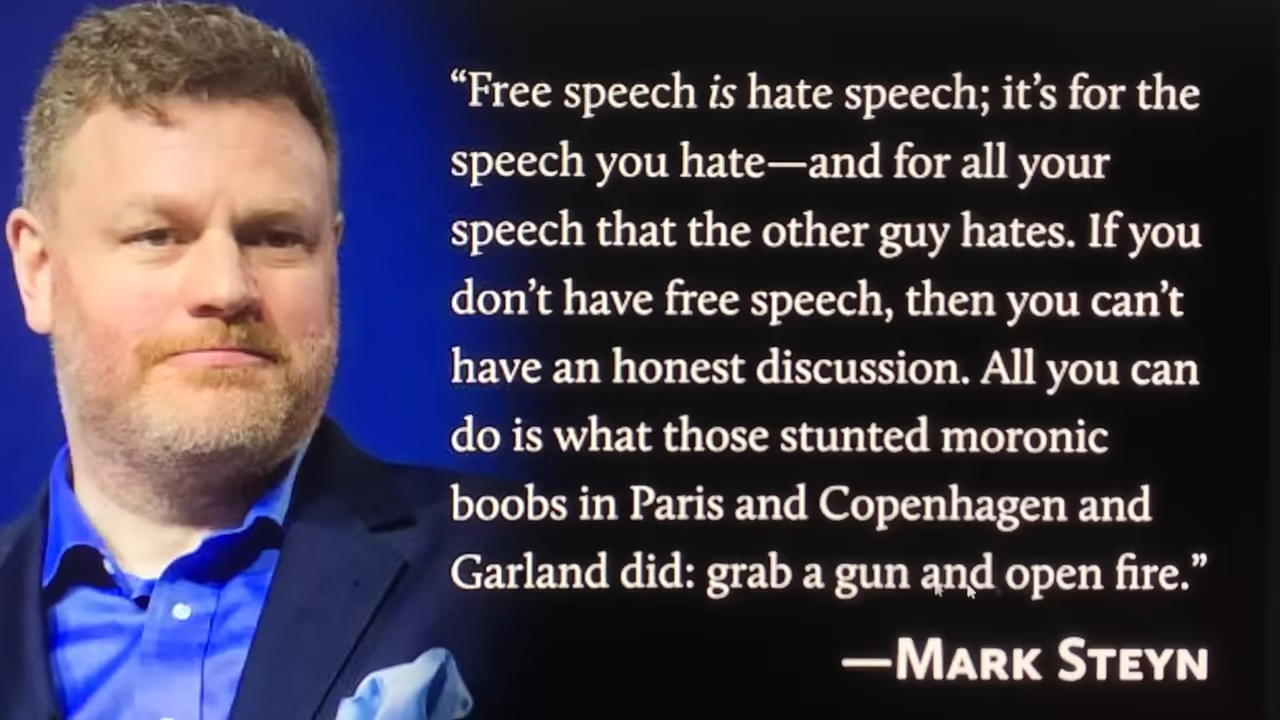 “Free speech is hate speech; it’s for the
speech you hate—and for all your
speech that the other guy hates. If you
don’t have free speech, then you can’t
have an honest discussion. All you can
do is what those stunted moronic
boobs in Paris and Copenhagen and
Garland did: grab a gun and open fire.”
—MARK STEYN